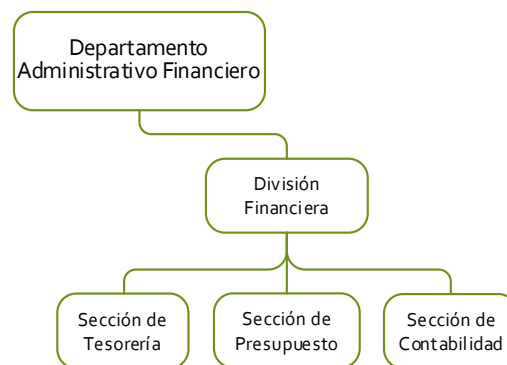 Departamento
Administrativo Financiero
División
Financiera
Sección de
Tesorería
Sección de
Presupuesto
Sección de
Contabilidad